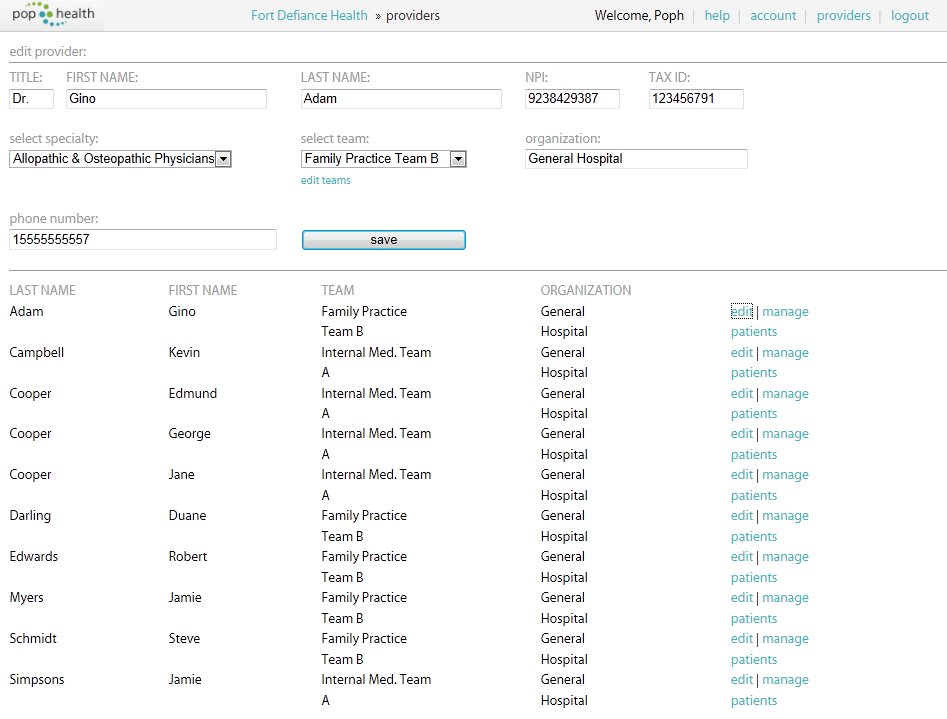 pop health
Fort Defiance Health » providers
Welcome, Poph | help | account | providers | logout
edit provider:
TITLE: FIRST NAME: LAST NAME: NPI: TAX ID:
Dr. Gino Adam 9238429387 123456791
select specialty: select team: organization:
Allopathic & Osteopathic Physicians Family Practice Team B General Hospital
edit teams
phone number:
15555555557 save
LAST NAME FIRST NAME TEAM ORGANIZATION
Adam Gino Family Practice General edit | manage
Team B Hospital patients
Campbell Kevin Internal Med. Team General edit | manage
A Hospital patients
Cooper Edmund Internal Med. Team General edit | manage
A Hospital patients
Cooper George Internal Med. Team General edit | manage
A Hospital patients
Cooper Jane Internal Med. Team General edit | manage
A Hospital patients
Darling Duane Family Practice General edit | manage
Team B Hospital patients
Edwards Robert Family Practice General edit | manage
Team B Hospital patients
Myers Jamie Family Practice General edit | manage
Team B Hospital patients
Schmidt Steve Family Practice General edit | manage
Team B Hospital patients
Simpsons Jamie Internal Med. Team General edit | manage
A Hospital patients